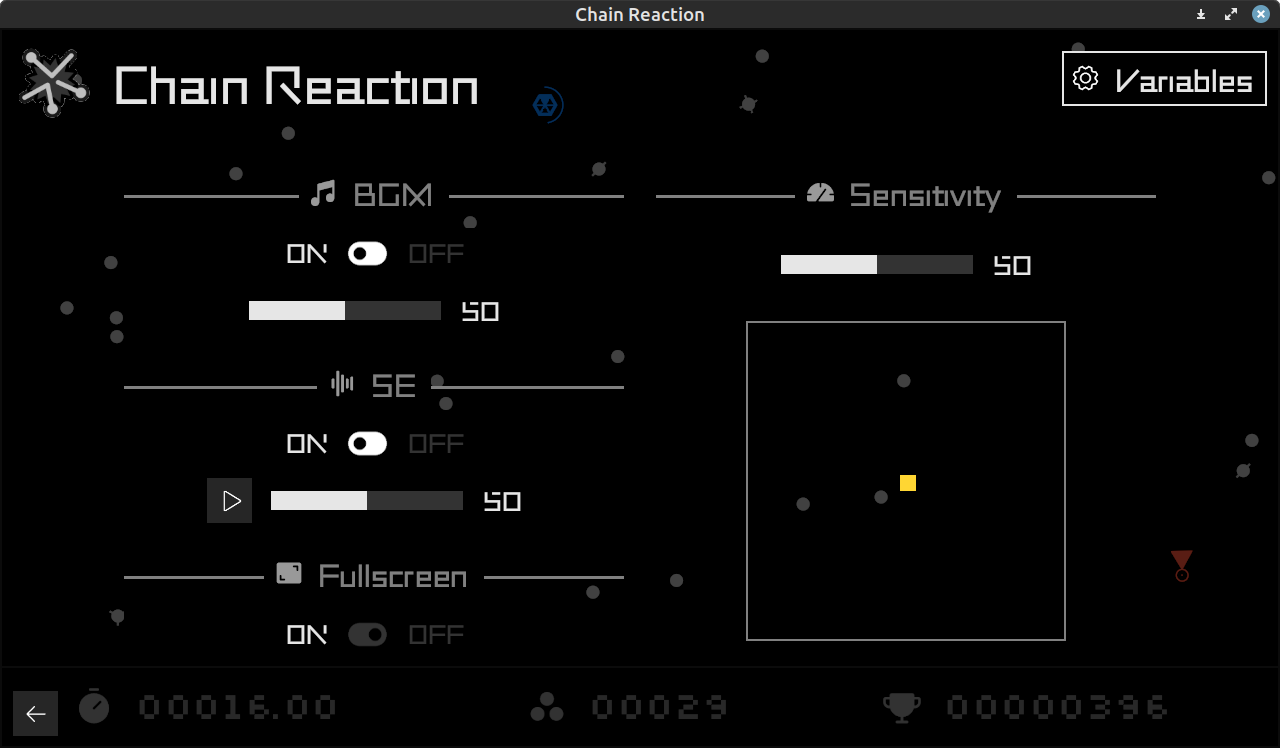 Chain Reaction
Chain Reaction
Variables
BGM
ON OFF
50
SE
ON OFF
50
Fullscreen
ON OFF
Sensitivity
50
00016.00 00029 00000396